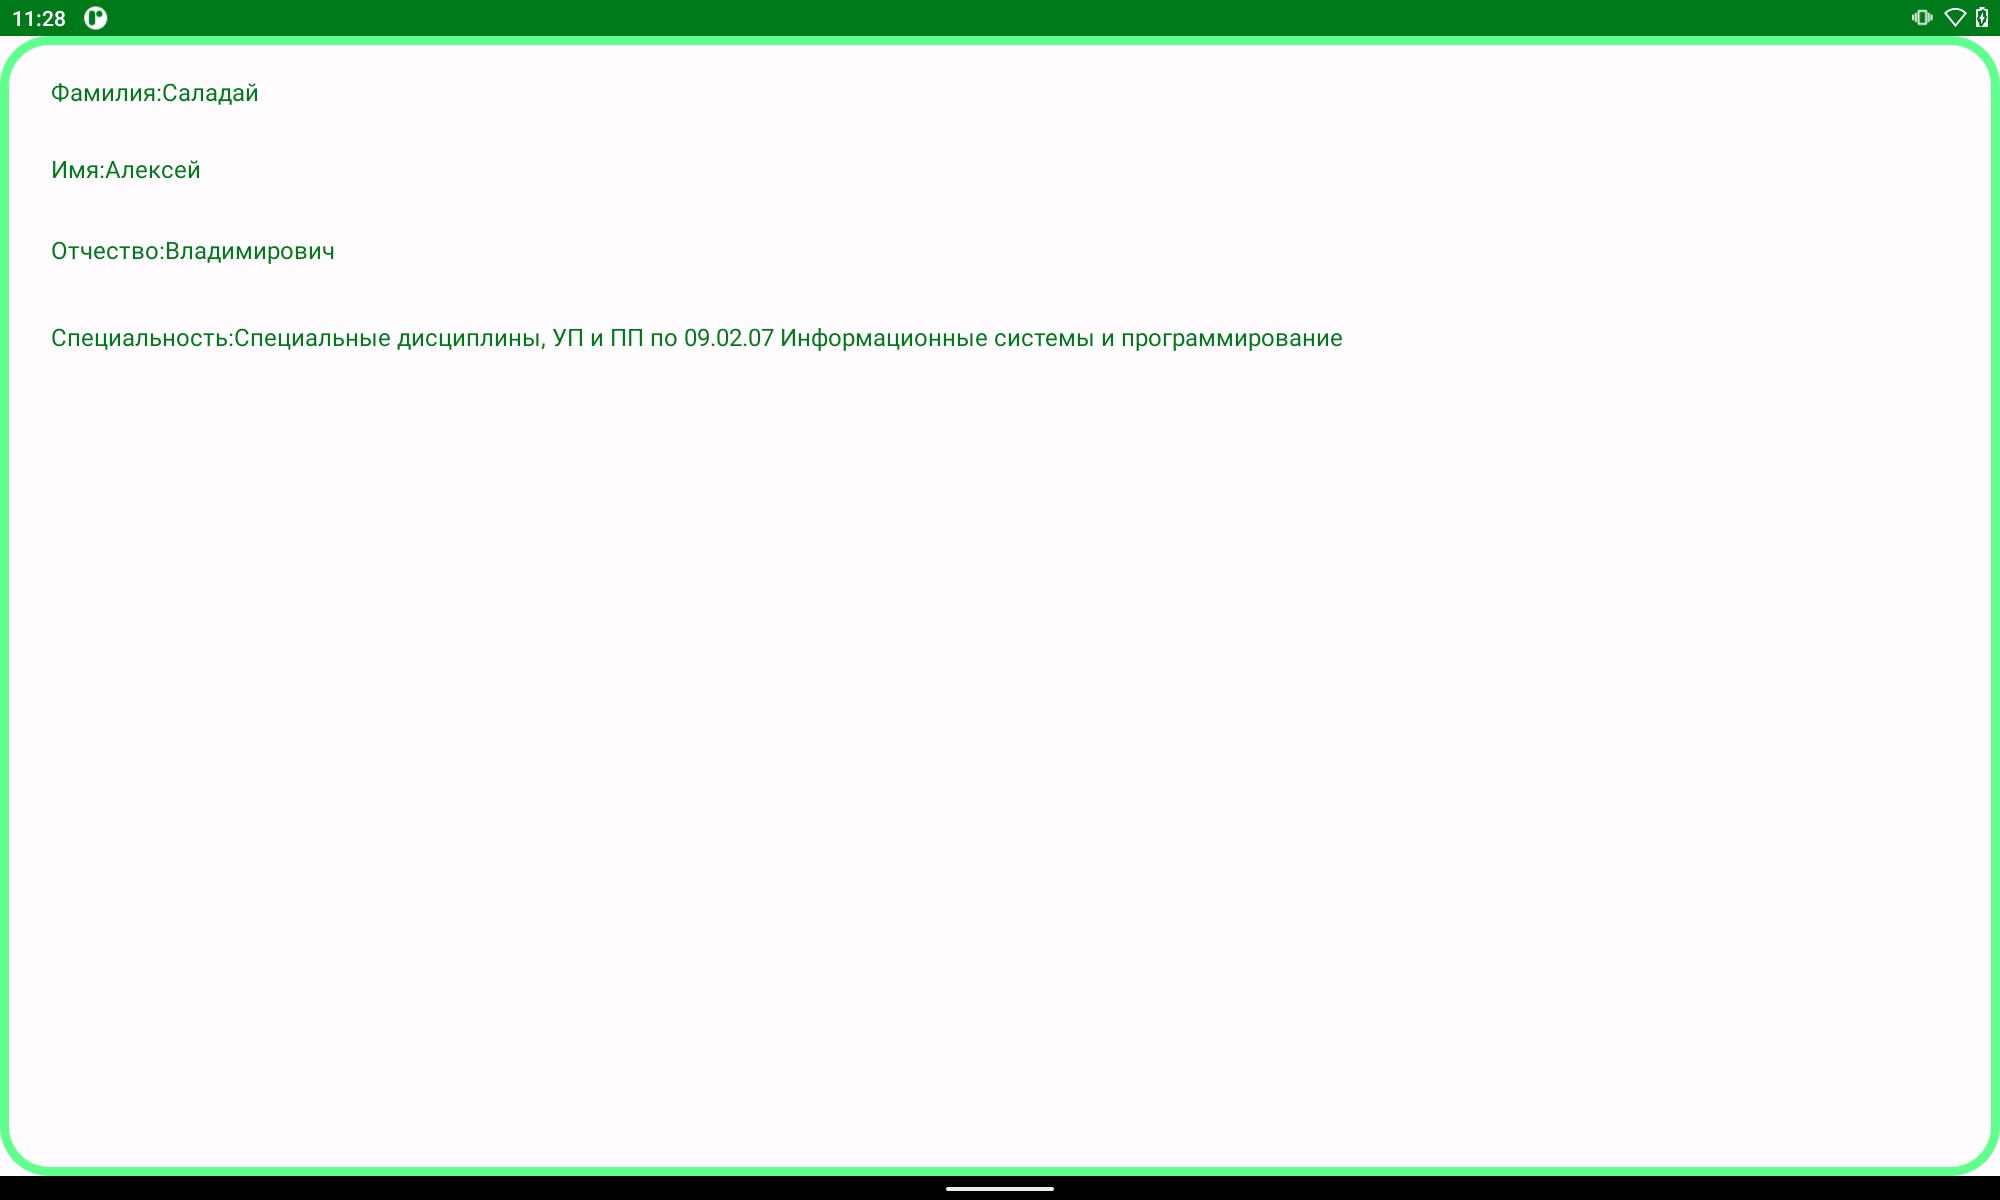 11:28
Фамилия:Саладай
Имя:Алексей
Отчество:Владимирович
Специальность:Специальные дисциплины, УП и ПП по 09.02.07 Информационные системы и программирование